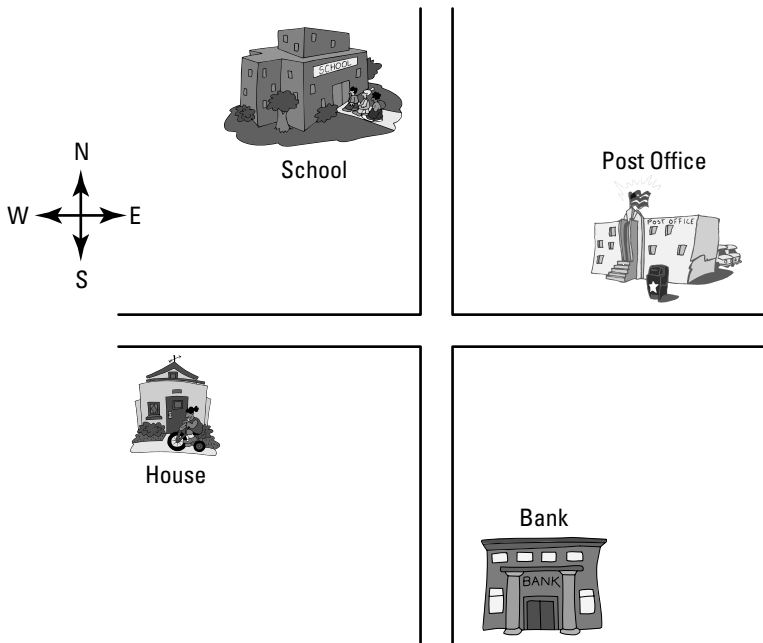 SCHOOL
School
Post Office
POST OFFICE
N
W E
S
House
Bank
BANK